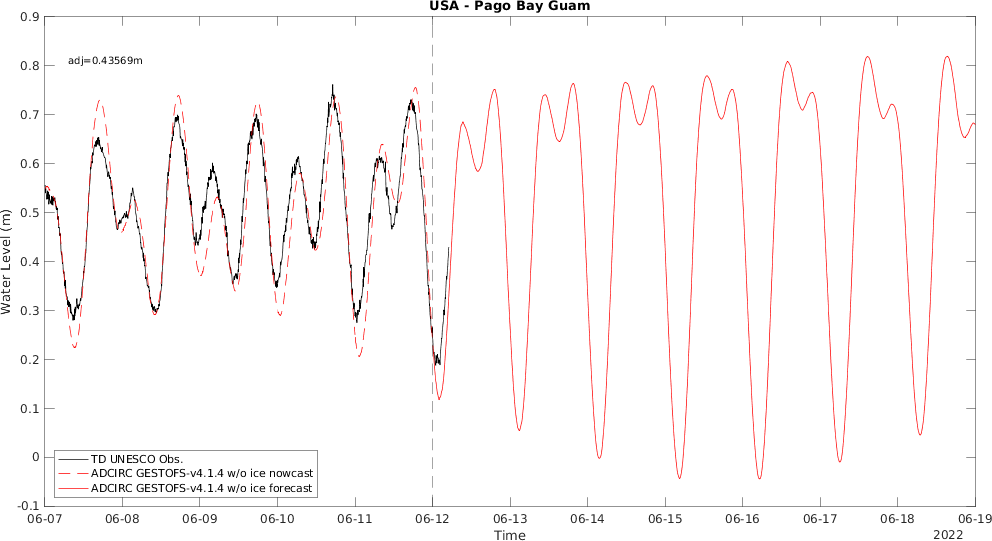 USA - Pago Bay Guam
adj=0.43569m
Water Level (m)
0.9
0.8
0.7
0.6
0.5
0.4
0.3
0.2
0.1
0
-0.1
TD UNESCO Obs.
ADCIRC GESTOFS-v4.1.4 w/o ice nowcast
ADCIRC GESTOFS-v4.1.4 w/o ice forecast
06-07 06-08 06-09 06-10 06-11 06-12 06-13 06-14 06-15 06-16 06-17 06-18 06-19
Time
2022